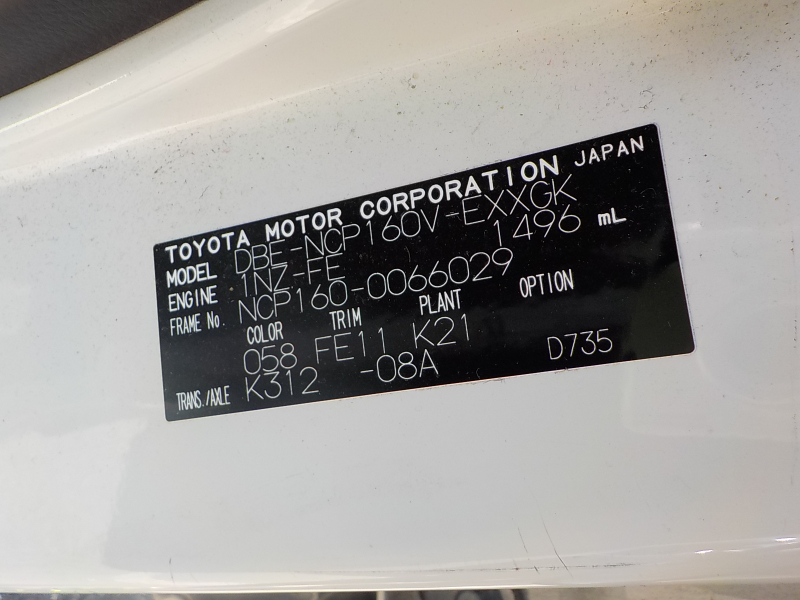 TOYOTA MOTOR CORPORATION JAPAN
MODEL DBE-NCP160V-EXXGK
ENGINE 1NZ-FE 1496 mL
FRAME No. NCP160-0066029
COLOR TRIM PLANT OPTION
058 FE11 K21
TRANS./AXLE K312 -08A D735